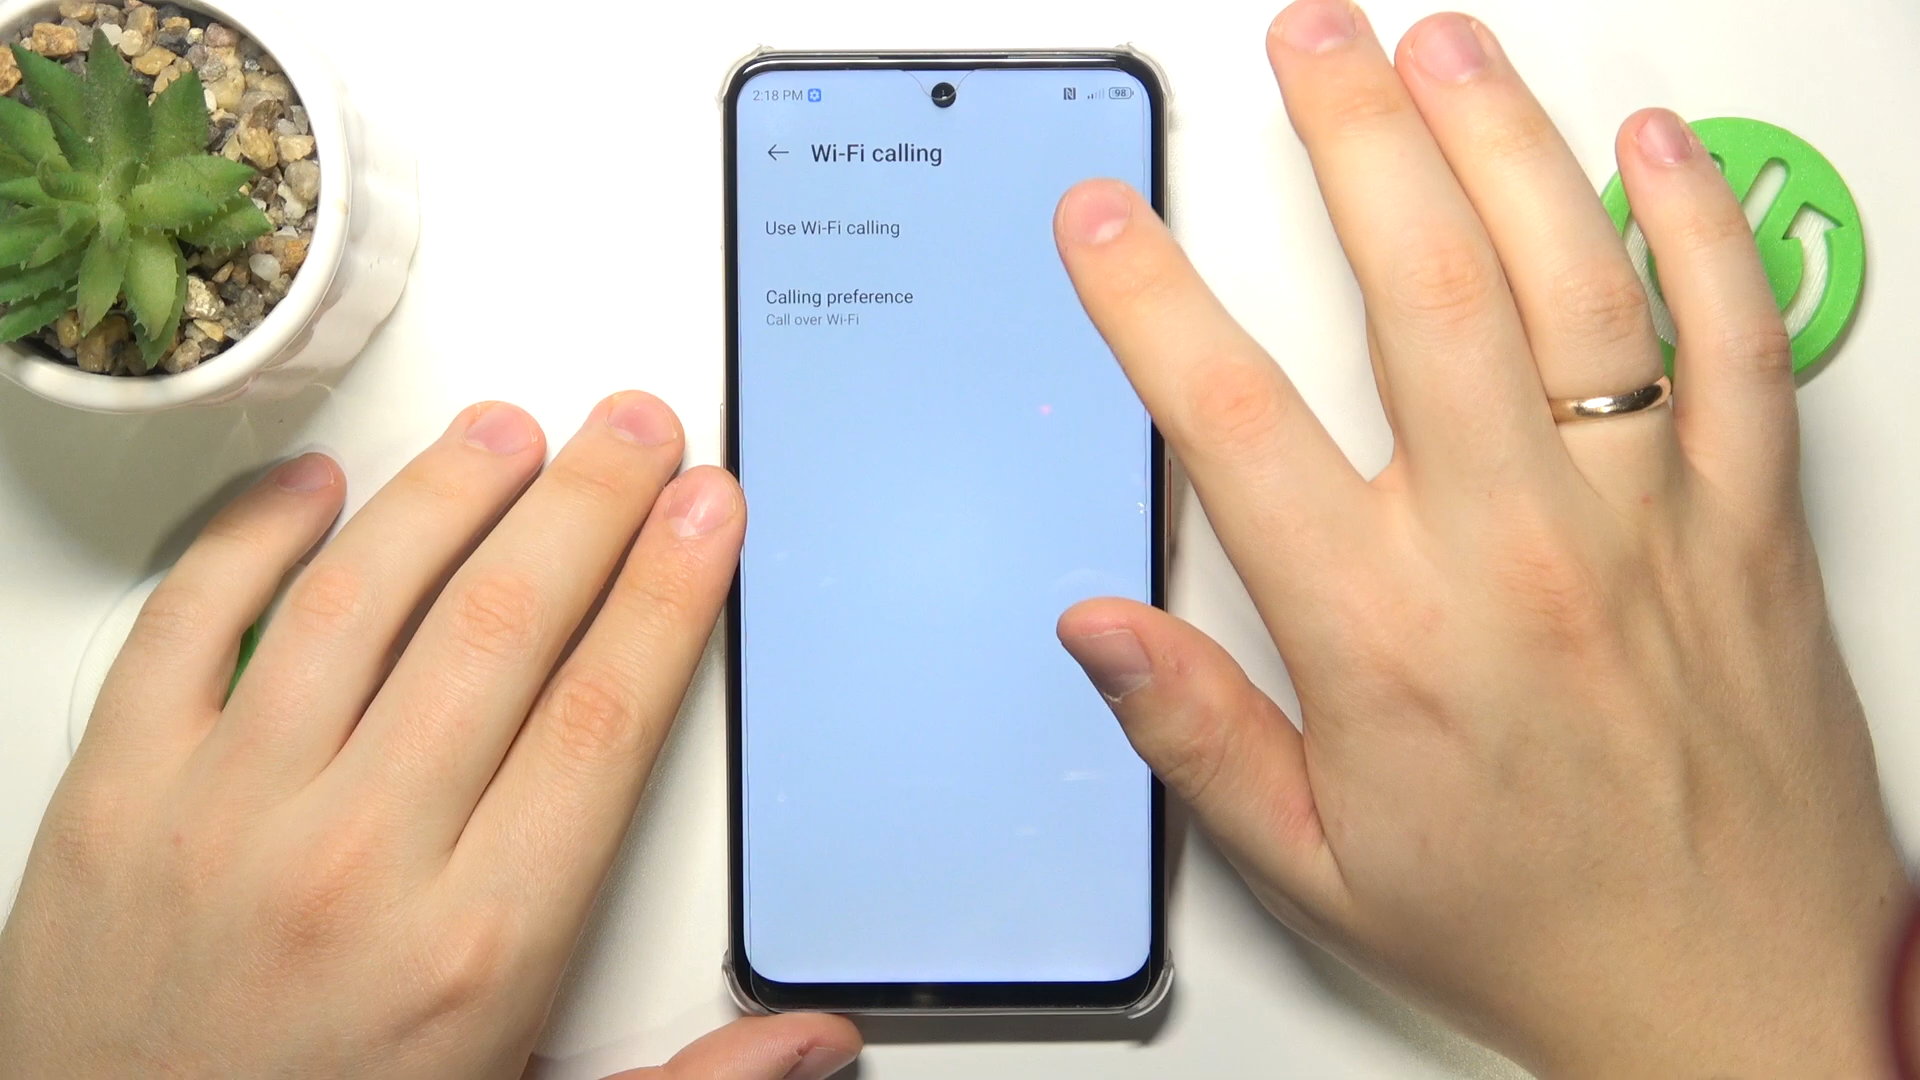 2:18 PM 98
Wi-Fi calling
Use Wi-Fi calling
Calling preference
Call over Wi-Fi